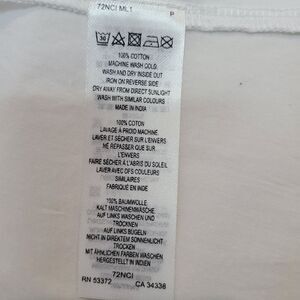 72NCI ML1
P
30
100% COTTON
MACHINE WASH COLD
WASH AND DRY INSIDE OUT
IRON ON REVERSE SIDE
DRY AWAY FROM DIRECT SUNLIGHT
WASH WITH SIMILAR COLOURS
MADE IN INDIA
100% COTON
LAVAGE À FROID MACHINE
LAVER ET SÉCHER SUR L'ENVERS
NE REPASSER QUE SUR
L'ENVERS
FAIRE SÉCHER À L'ABRIS DU SOLEIL
LAVER AVEC DES COULEURS
SIMILAIRES
FABRIQUÉ EN INDE
100% BAUMWOLLE
KALT MASCHINENWÄSCHE
AUF LINKS WASCHEN UND
TROCKNEN
AUF LINKS BÜGELN
NICHT IN DIREKTEM SONNENLICHT
TROCKNEN
MIT ÄHNLICHEN FARBEN WASCHEN
HERGESTELLT IN INDIEN
72NCI
RN 53372 CA 34338